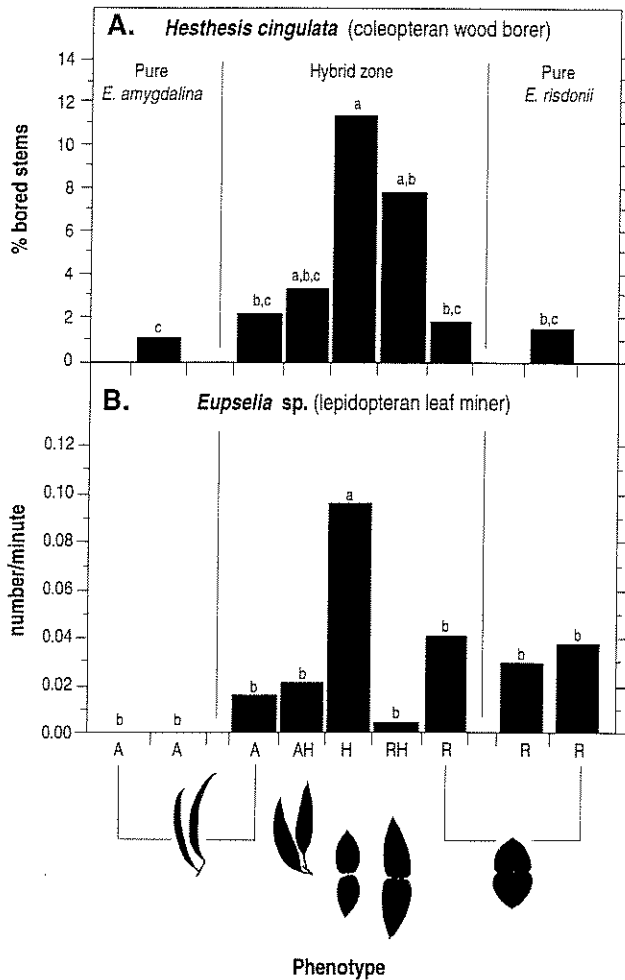 A. Hesthesis cingulata (coleopteran wood borer)
Pure
E. amygdalina
Hybrid zone
Pure
E. risdonii
% bored stems
14
12
10
8
6
4
2
0
c
b,c
a,b,c
a
a,b
b,c
b,c
B. Eupselia sp. (lepidopteran leaf miner)
number/minute
0.12
0.10
0.08
0.06
0.04
0.02
0.00
b b b b a b b b b
A A A AH H RH R R R
Phenotype